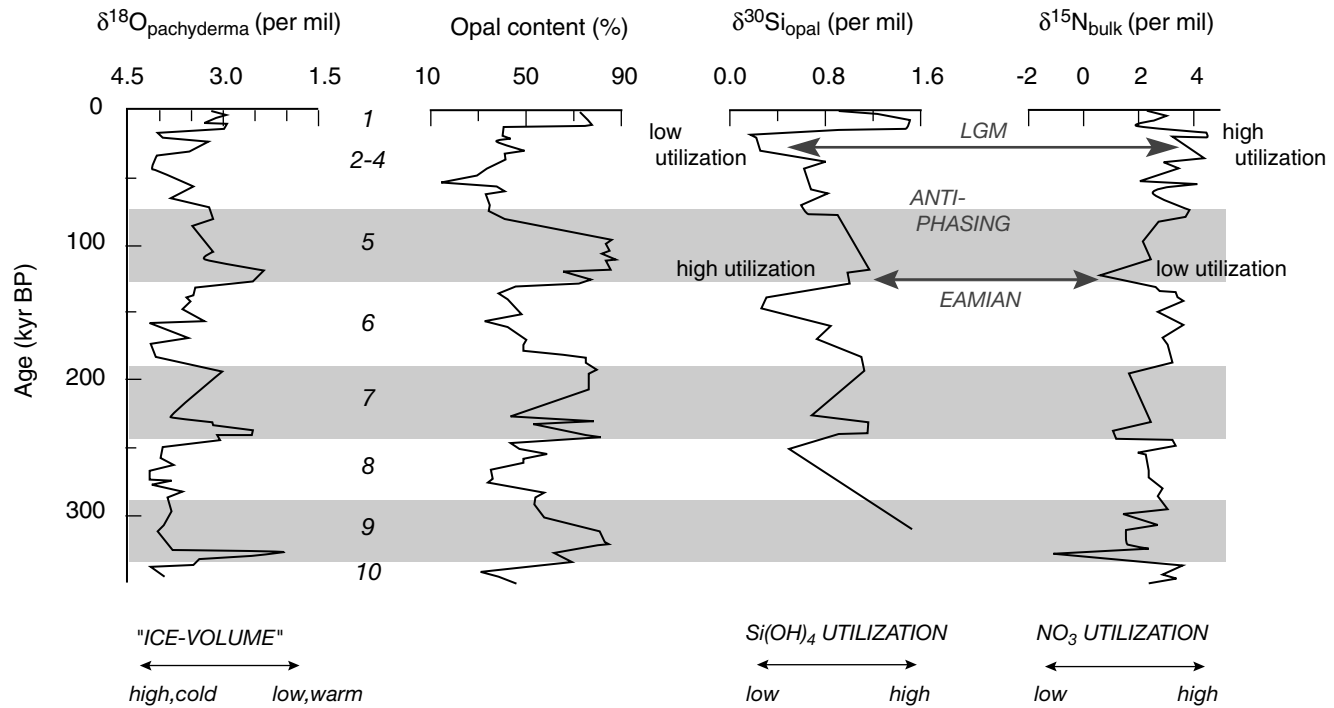 δ18Opachyderma (per mil)
Opal content (%)
δ30Siopal (per mil)
δ15Nbulk (per mil)
4.5 3.0 1.5
10 50 90
0.0 0.8 1.6
-2 0 2 4
Age (kyr BP)
0
100
200
300
1
2-4
5
6
7
8
9
10
low
utilization
LGM
high
utilization
ANTI-
PHASING
high utilization
low utilization
EAMIAN
"ICE-VOLUME"
high,cold low,warm
Si(OH)4 UTILIZATION
low high
NO3 UTILIZATION
low high